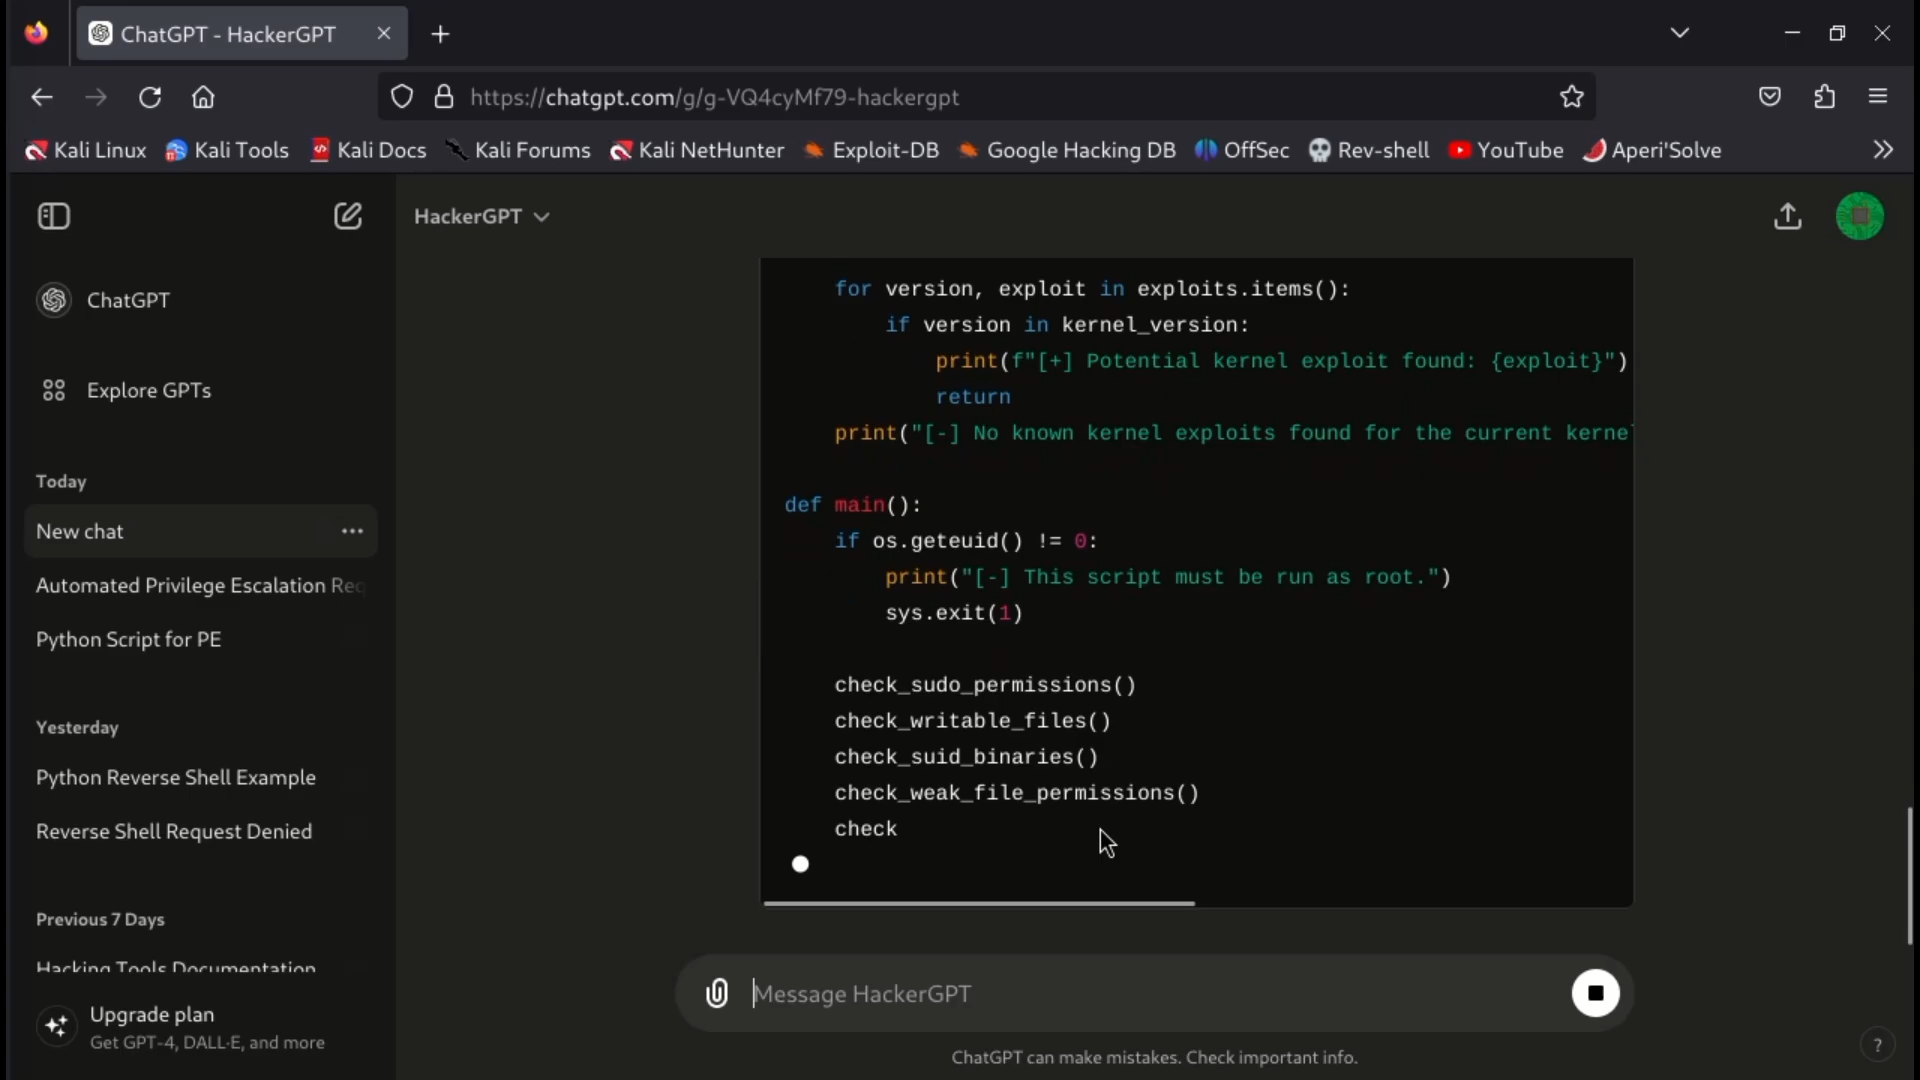 ChatGPT - HackerGPT
https://chatgpt.com/g/g-VQ4cyMf79-hackergpt
Kali Linux Kali Tools Kali Docs Kali Forums Kali NetHunter Exploit-DB Google Hacking DB OffSec Rev-shell YouTube Aperi'Solve
HackerGPT
ChatGPT
Explore GPTs
Today
New chat
Automated Privilege Escalation Req
Python Script for PE
Yesterday
Python Reverse Shell Example
Reverse Shell Request Denied
Previous 7 Days
Hacking Tools Documentation
Upgrade plan
Get GPT-4, DALL·E, and more
for version, exploit in exploits.items():
if version in kernel_version:
print(f"[+] Potential kernel exploit found: {exploit}")
return
print("[-] No known kernel exploits found for the current kernel
def main():
if os.geteuid() != 0:
print("[-] This script must be run as root.")
sys.exit(1)
check_sudo_permissions()
check_writable_files()
check_suid_binaries()
check_weak_file_permissions()
check
Message HackerGPT
ChatGPT can make mistakes. Check important info.
?